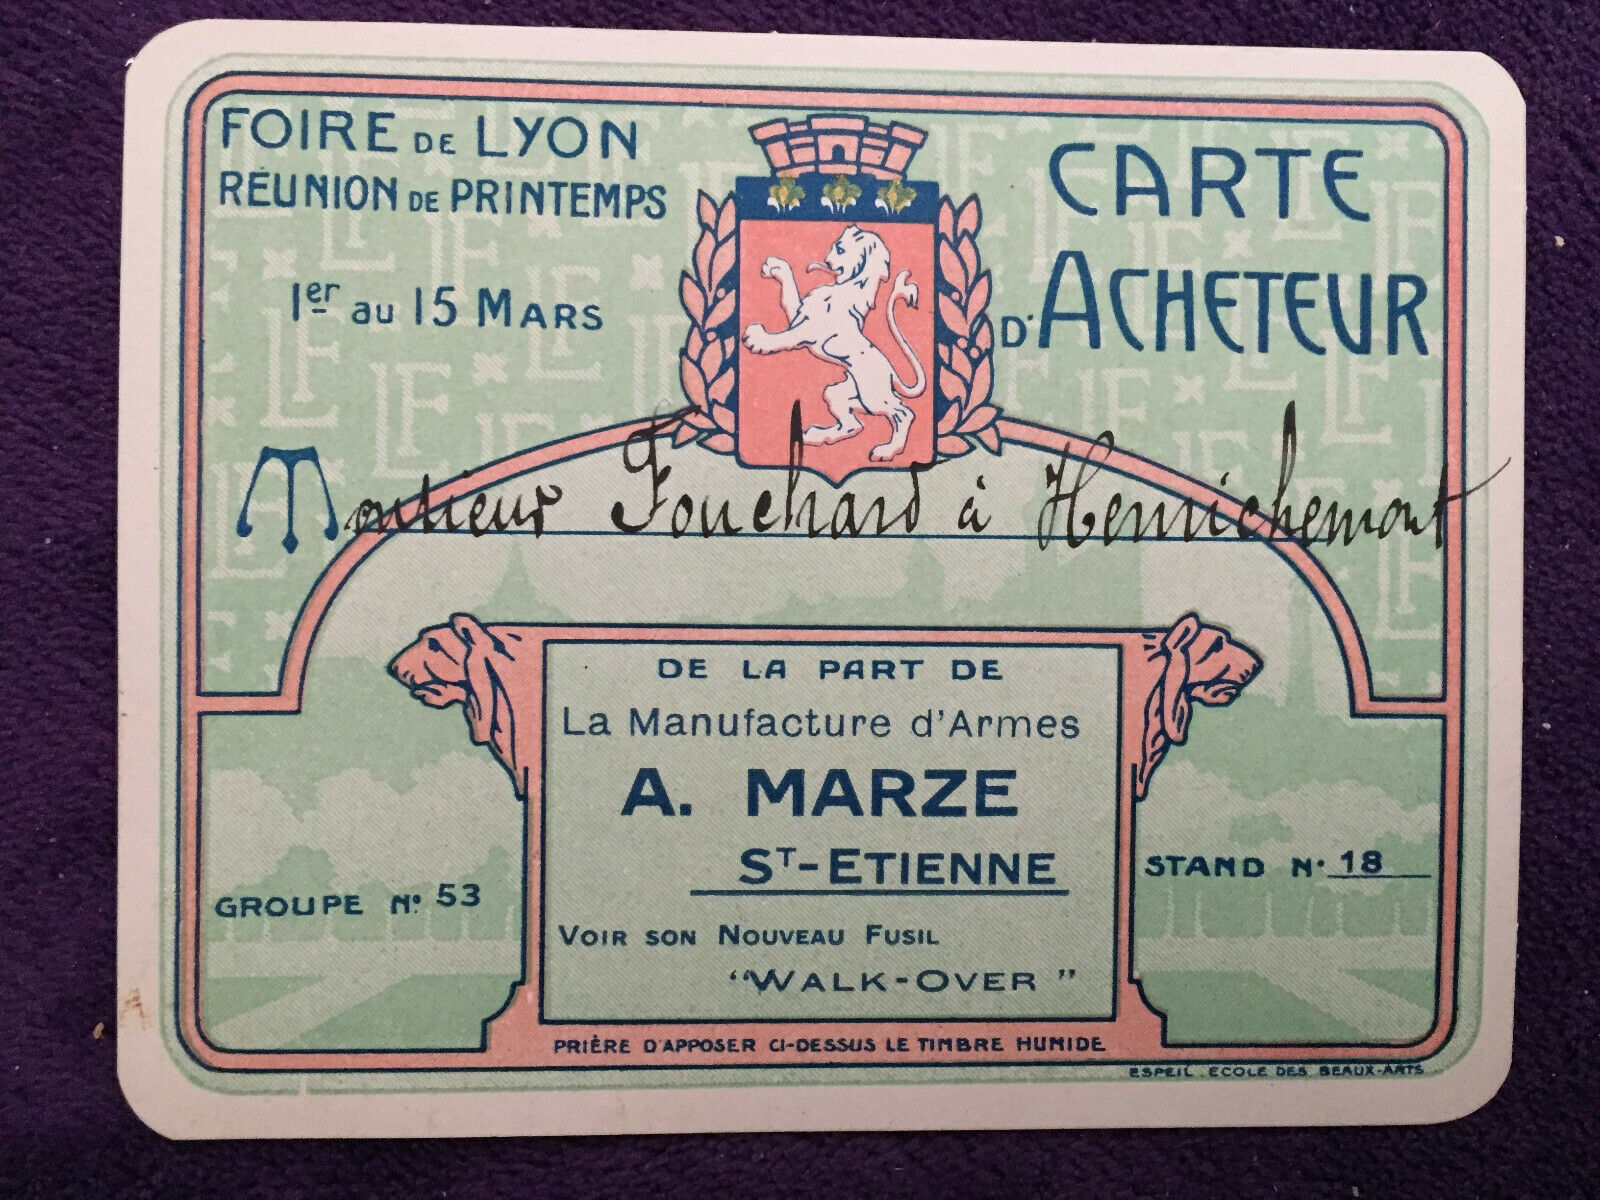 FOIRE DE LYON
RÉUNION DE PRINTEMPS
1er AU 15 MARS
CARTE
D'ACHETEUR
Monsieur Fouchard à Henrichemont
DE LA PART DE
La Manufacture d'Armes
A. MARZE
ST-ETIENNE
VOIR SON NOUVEAU FUSIL
“WALK-OVER”
GROUPE No. 53
STAND N. 18
PRIÈRE D'APPOSER CI-DESSUS LE TIMBRE HUMIDE
ESPEIL. ECOLE DES BEAUX-ARTS